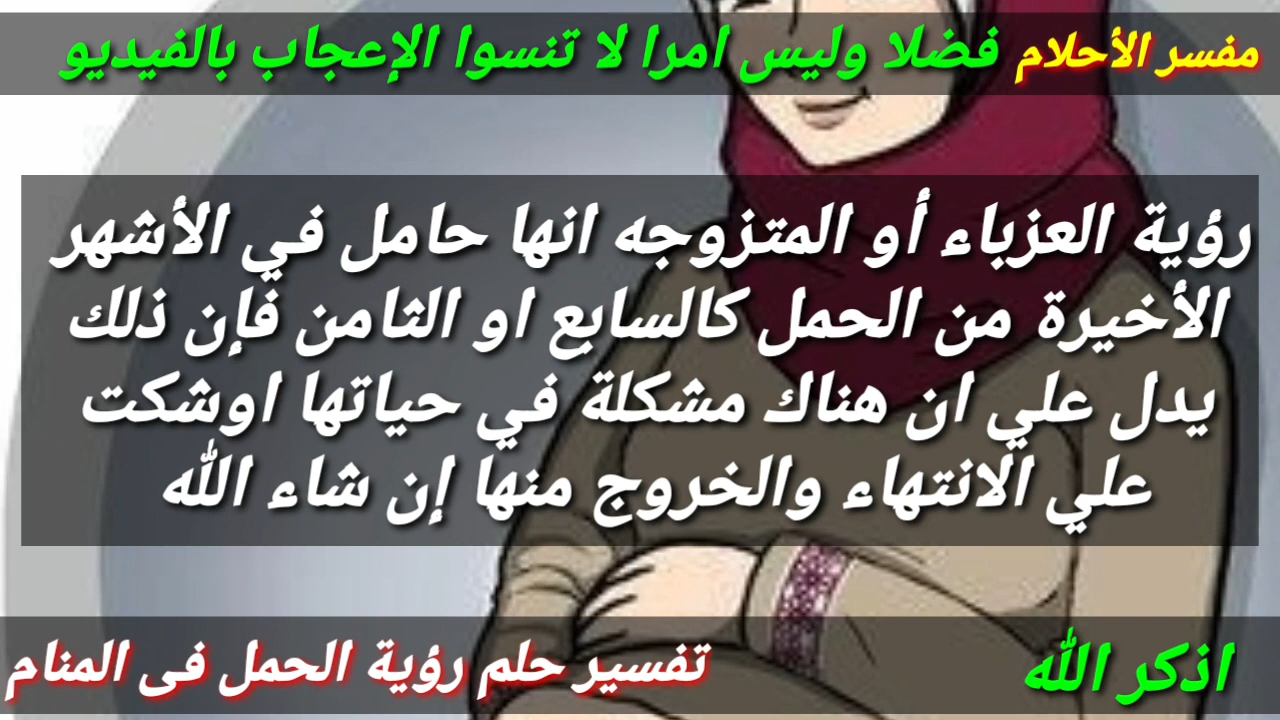 مفسر الأحلام فضلا وليس امرا لا تنسوا الإعجاب بالفيديو
رؤية العزباء أو المتزوجه انها حامل في الأشهر
الأخيرة من الحمل كالسابع او الثامن فإن ذلك
يدل علي ان هناك مشكلة في حياتها اوشكت
علي الانتهاء والخروج منها إن شاء الله
اذكر الله
تفسير حلم رؤية الحمل فى المنام